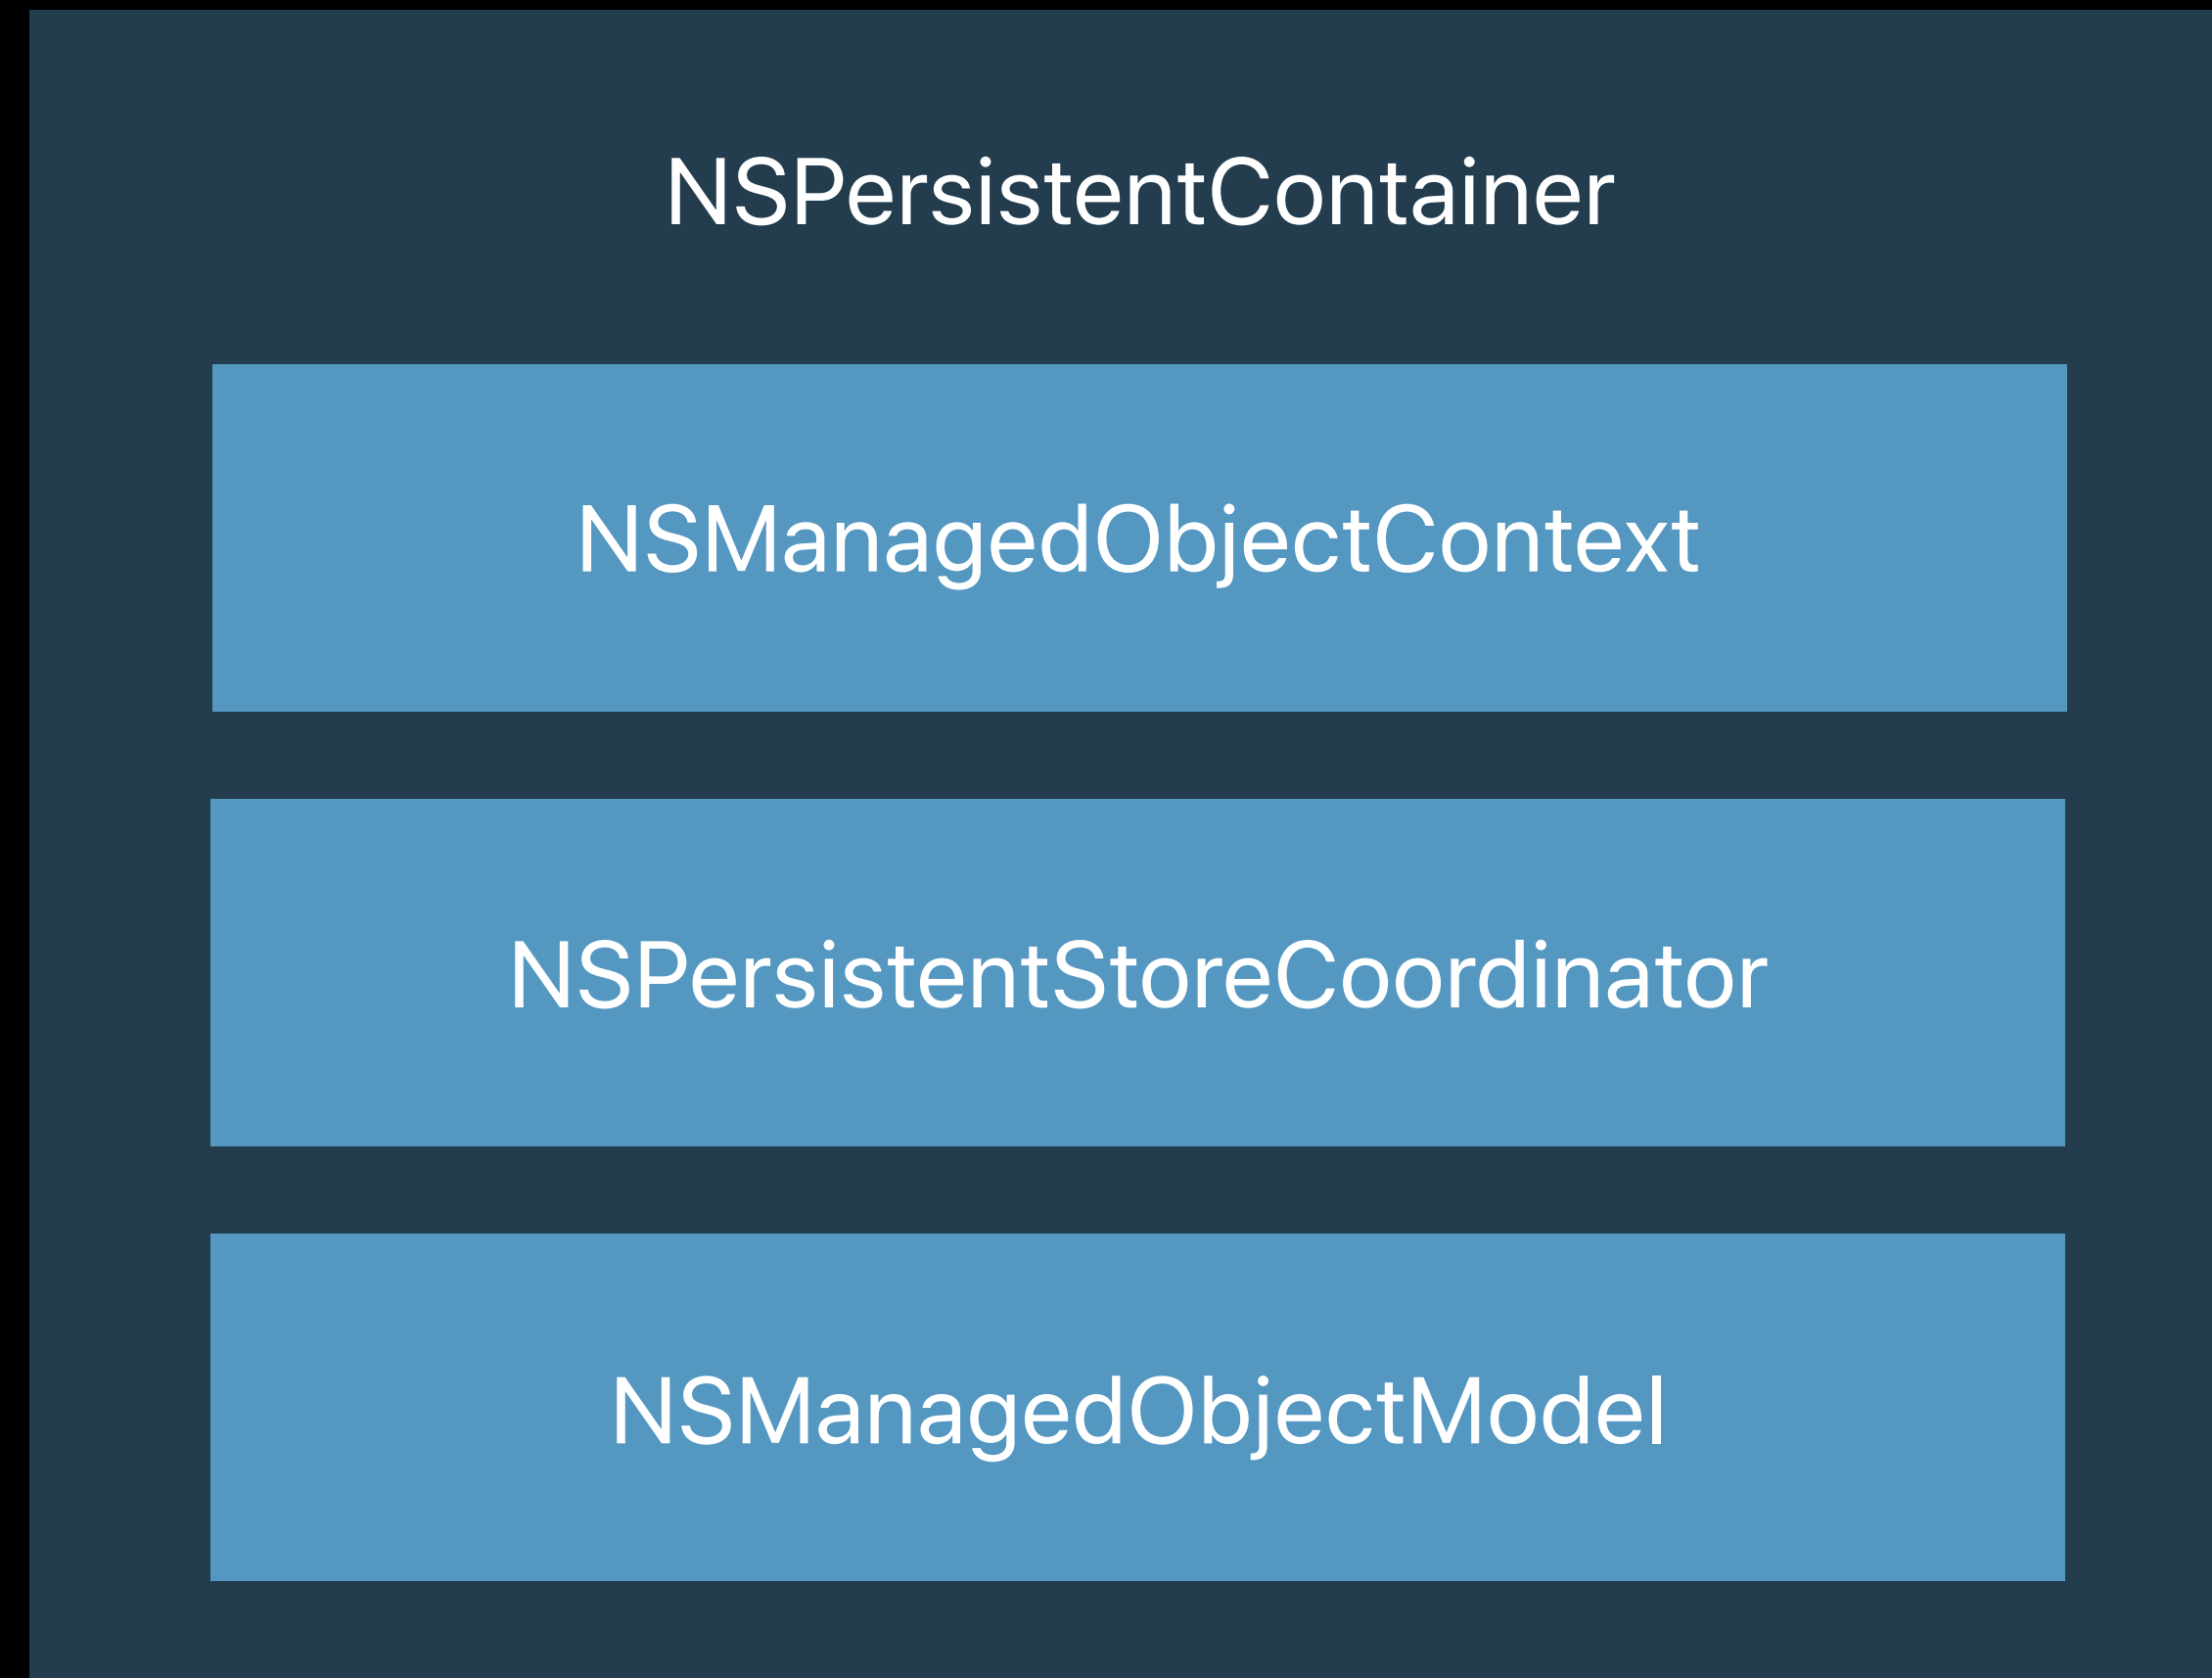 NSPersistentContainer
NSManagedObjectContext
NSPersistentStoreCoordinator
NSManagedObjectModel